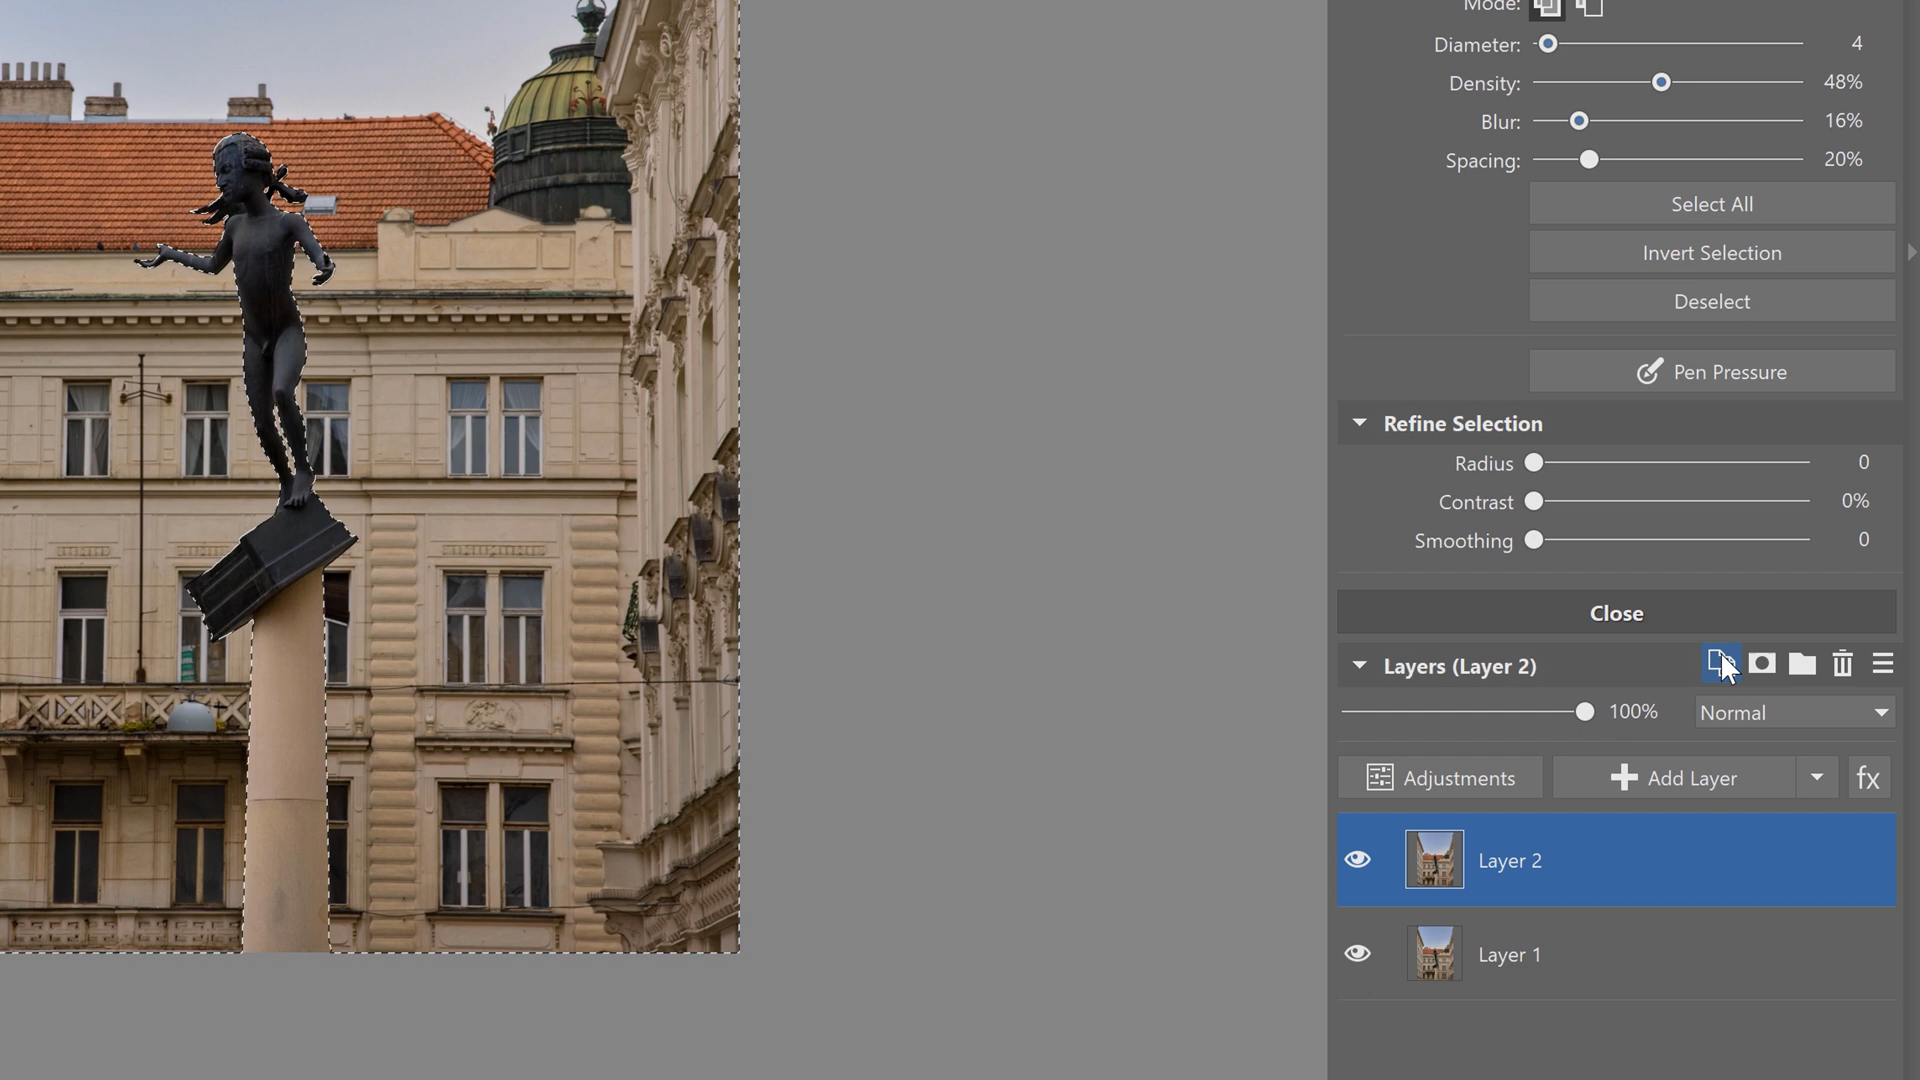 Mode:
Diameter: 4
Density: 48%
Blur: 16%
Spacing: 20%
Select All
Invert Selection
Deselect
Pen Pressure
Refine Selection
Radius 0
Contrast 0%
Smoothing 0
Close
Layers (Layer 2)
100% Normal
Adjustments Add Layer fx
Layer 2
Layer 1